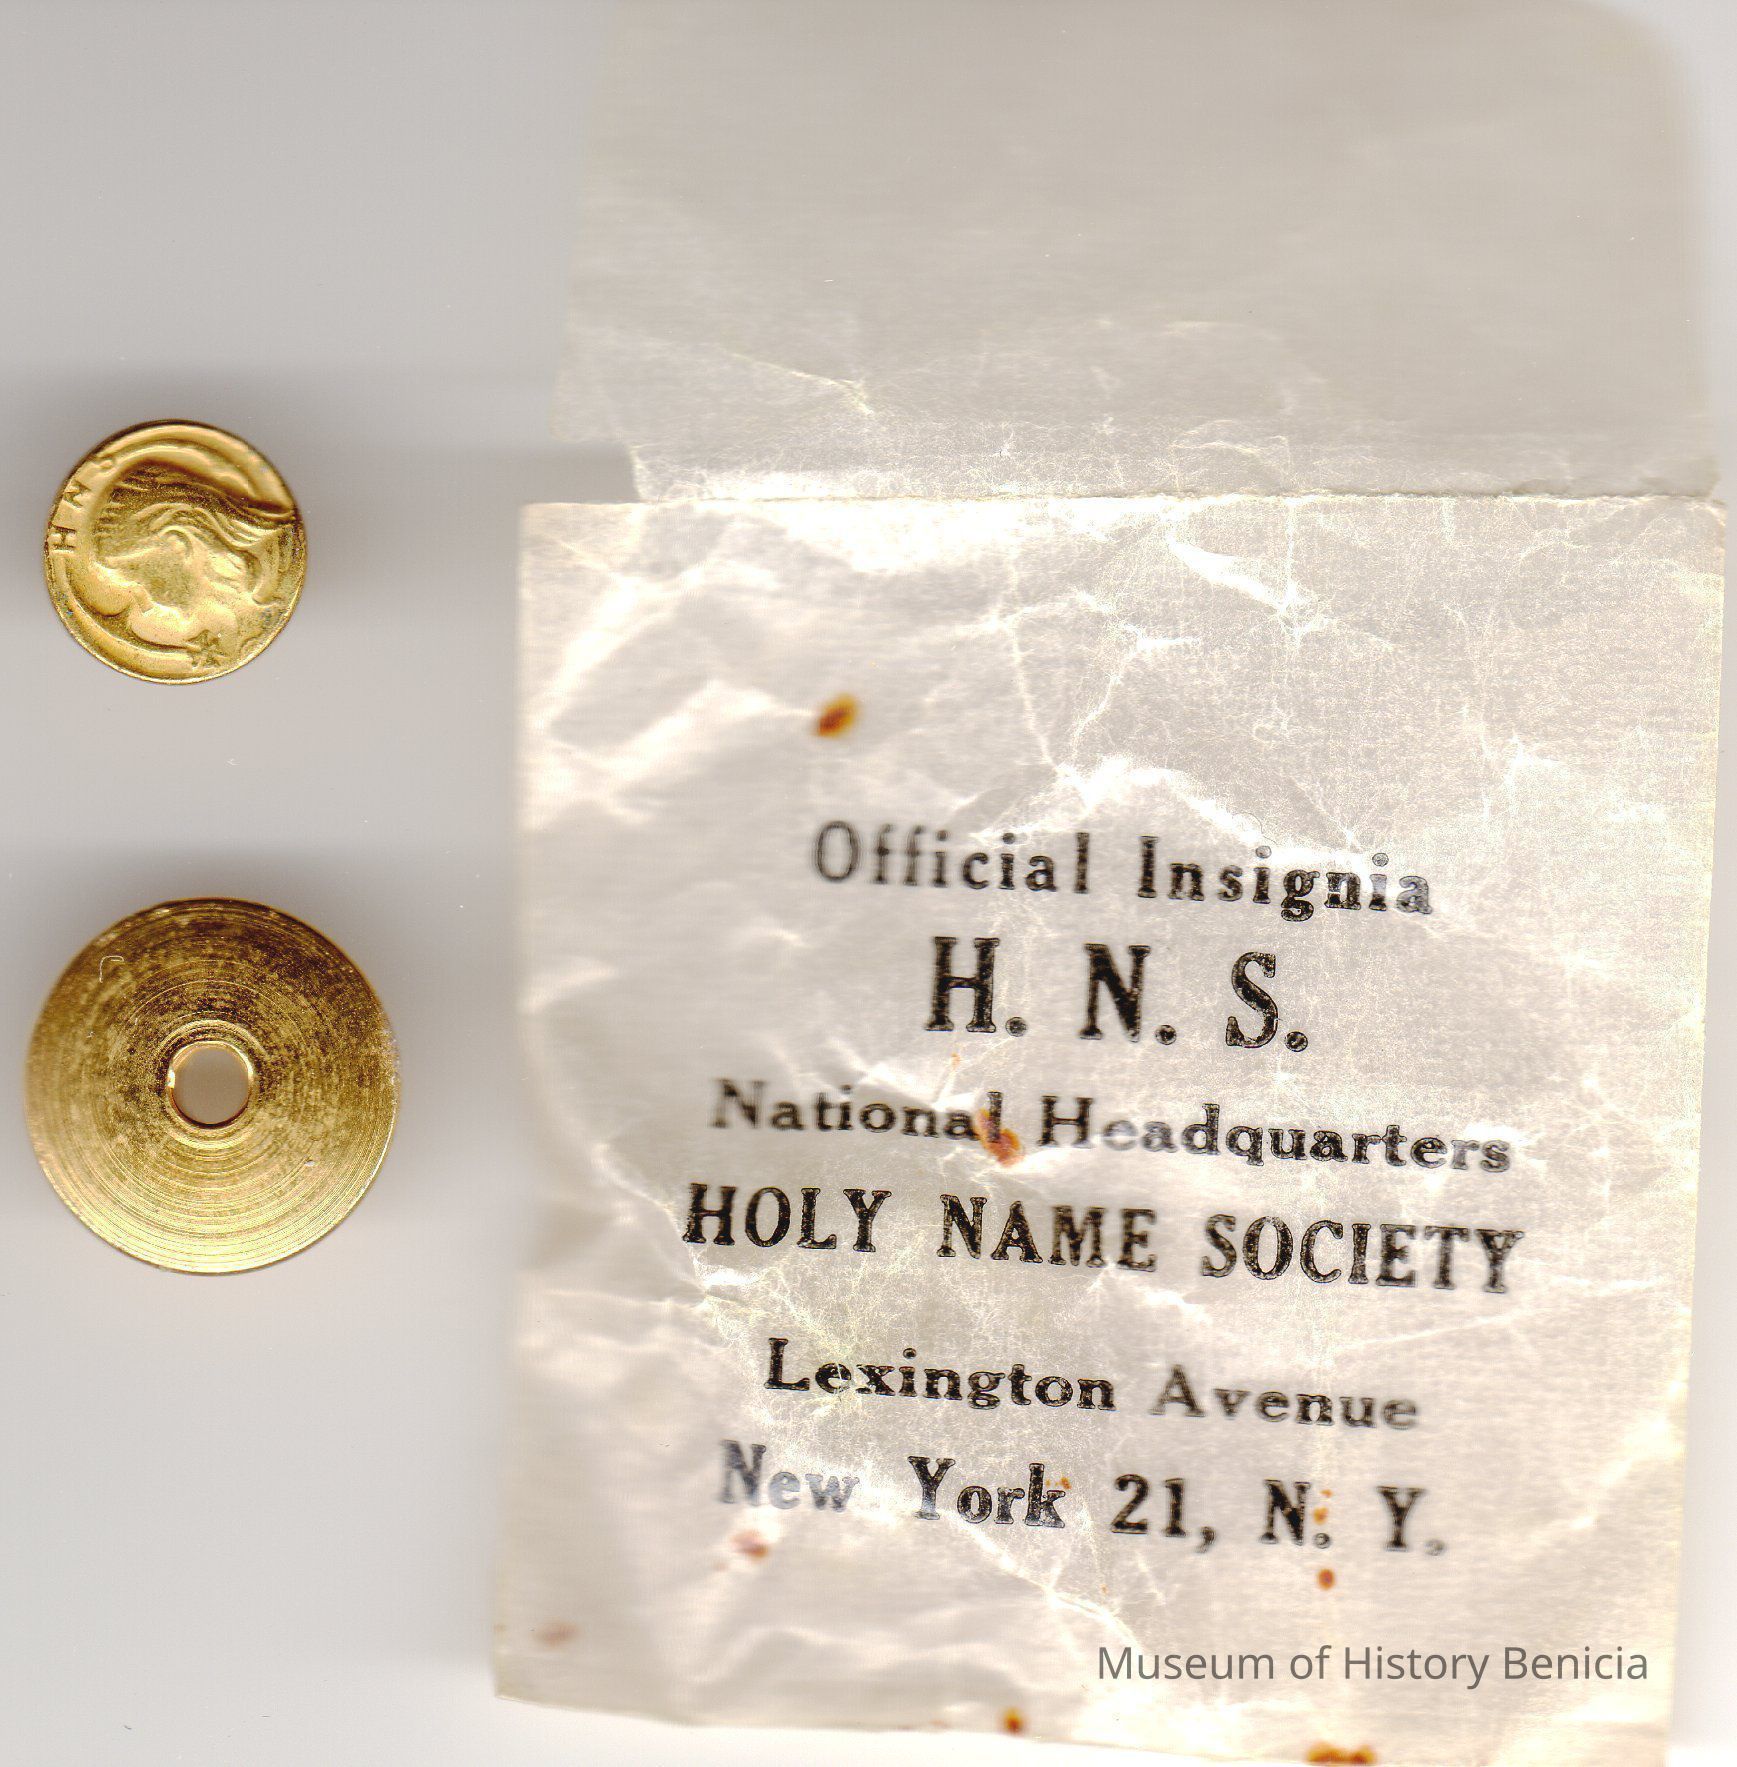 H N S
Official Insignia
H. N. S.
National Headquarters
HOLY NAME SOCIETY
Lexington Avenue
New York 21, N. Y.
Museum of History Benicia